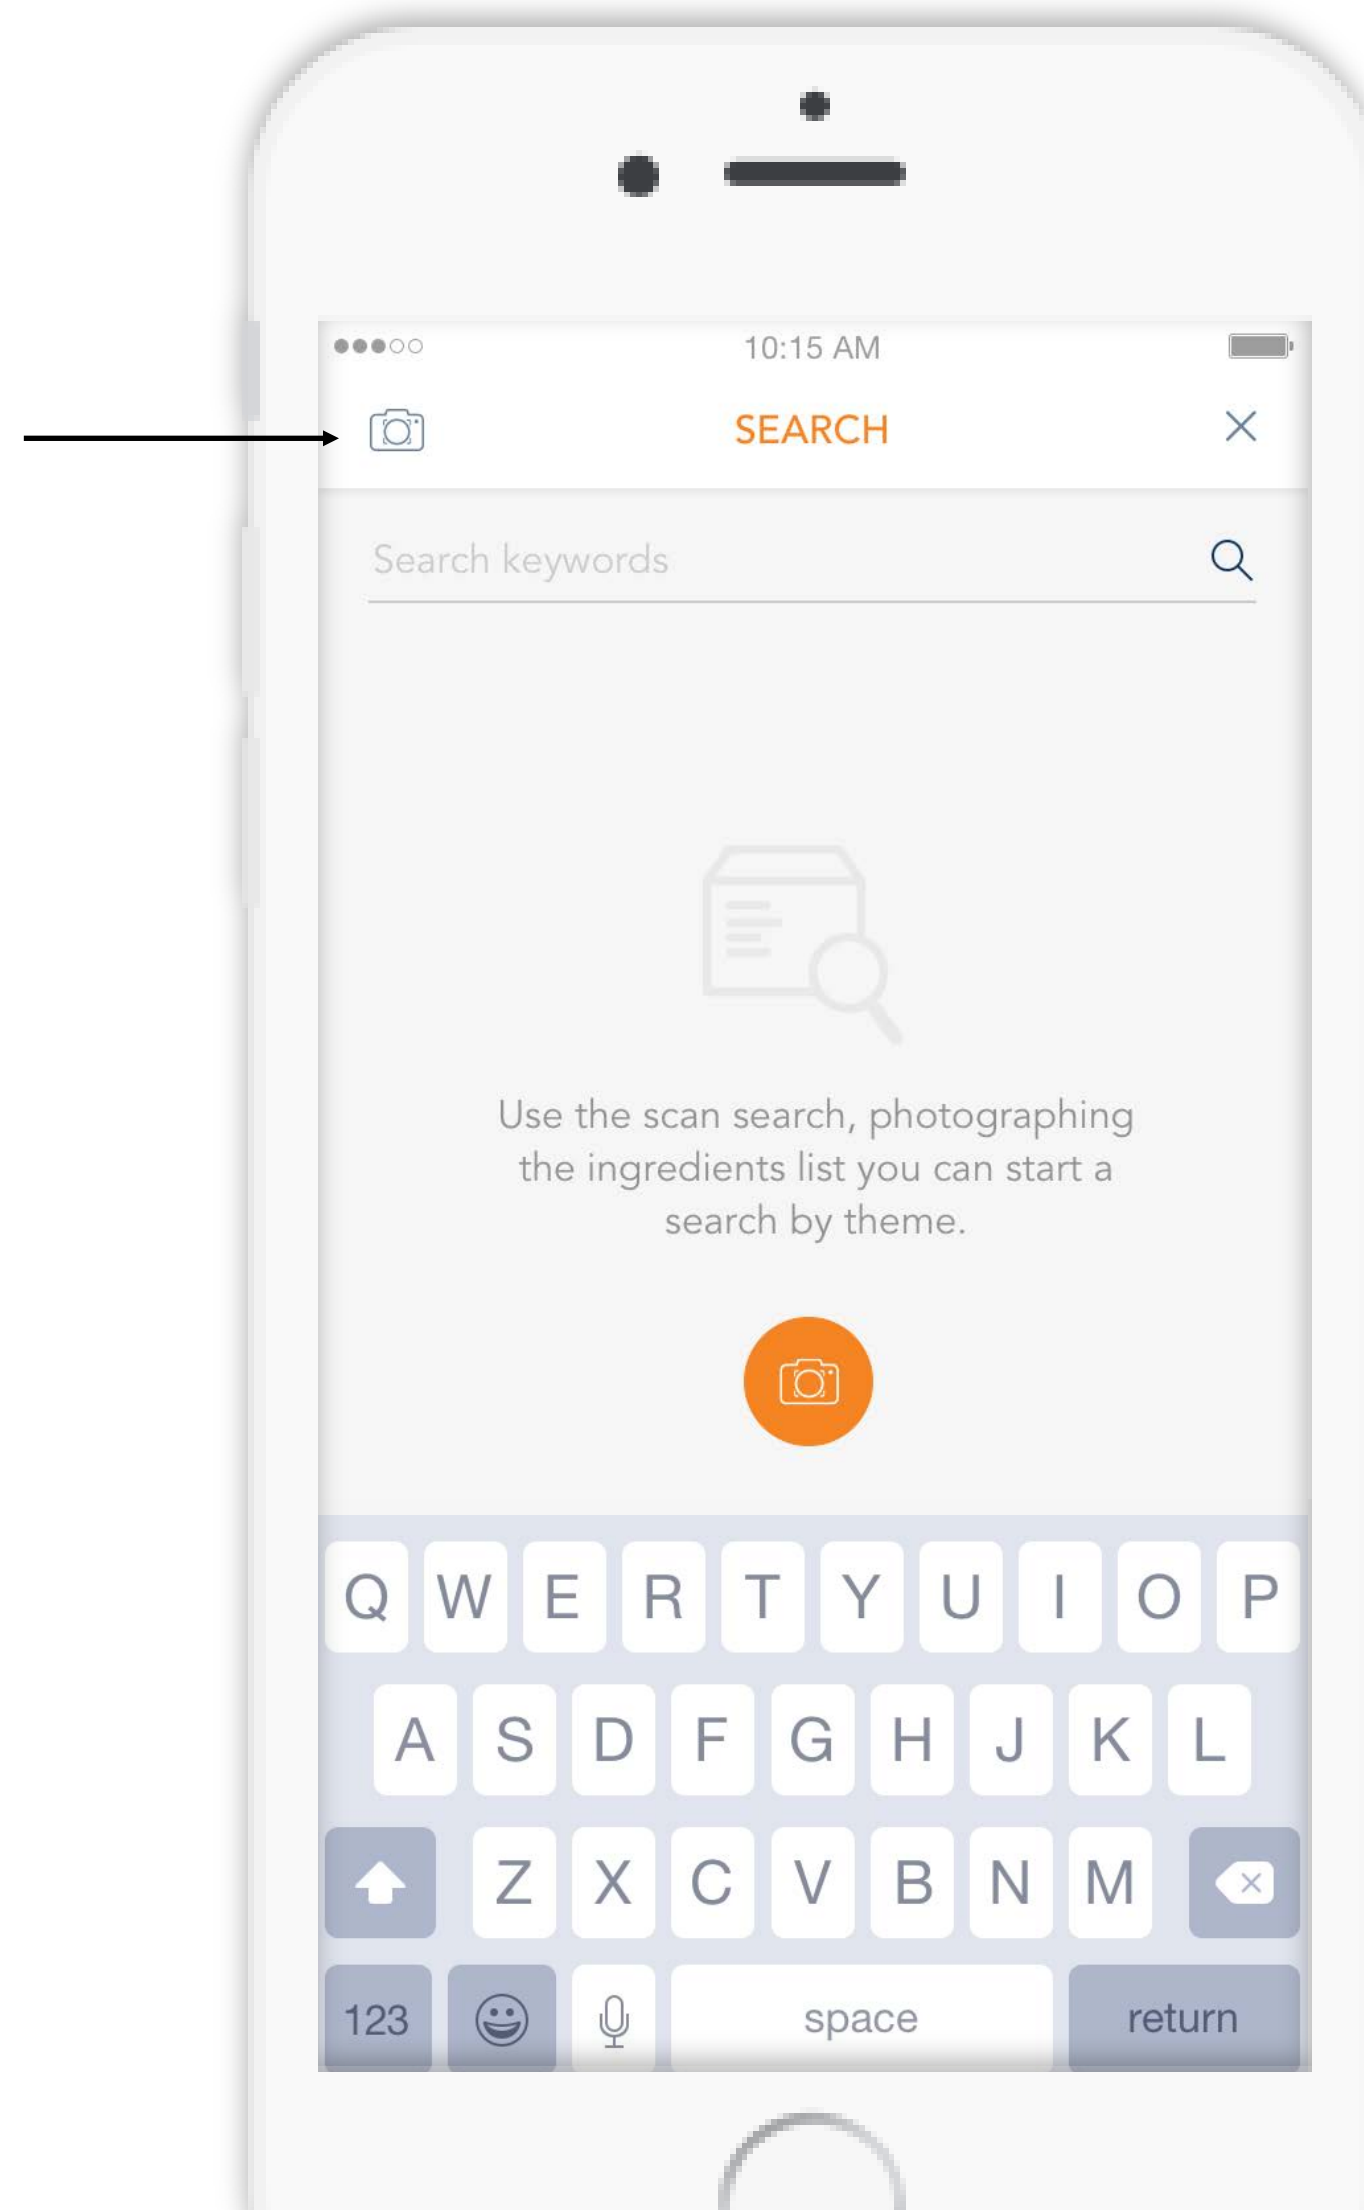 10:15 AM
SEARCH
Search keywords
Use the scan search, photographing
the ingredients list you can start a
search by theme.
Q W E R T Y U I O P
A S D F G H J K L
Z X C V B N M
123 space return